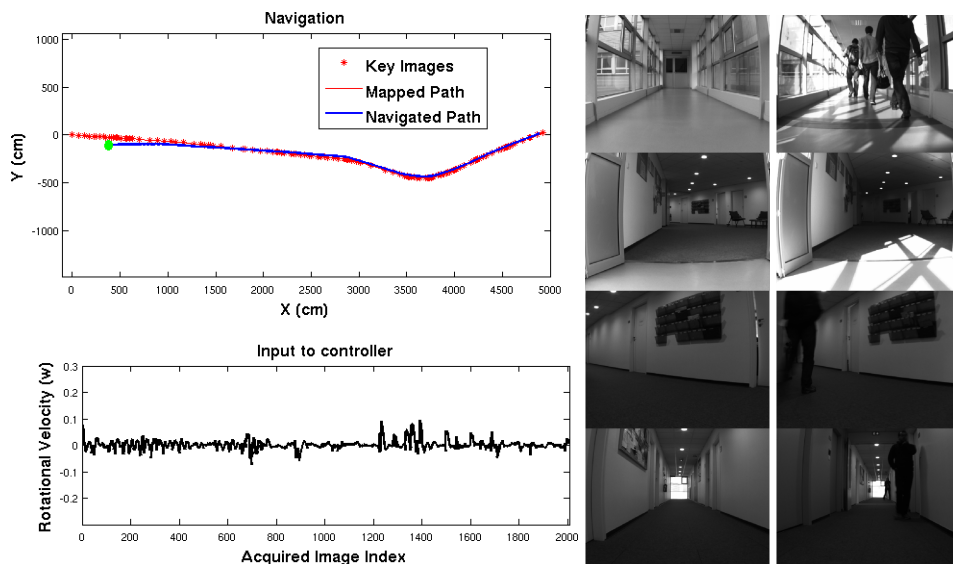 Navigation
1000
500
0
-500
-1000
Y (cm)
Key Images
Mapped Path
Navigated Path
0 500 1000 1500 2000 2500 3000 3500 4000 4500 5000
X (cm)
Input to controller
0.3
0.2
0.1
0
-0.1
-0.2
Rotational Velocity (w)
0 200 400 600 800 1000 1200 1400 1600 1800 2000
Acquired Image Index